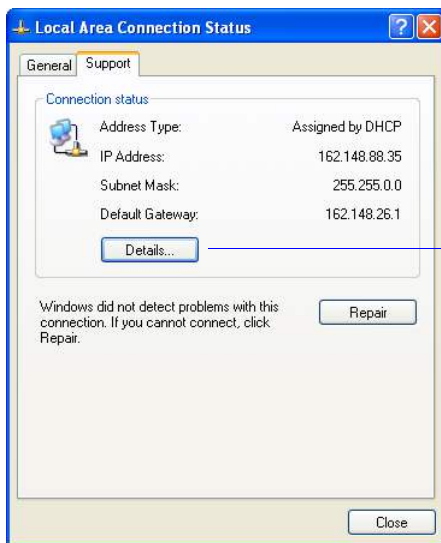 Local Area Connection Status
General Support
Connection status
Address Type: Assigned by DHCP
IP Address: 162.148.88.35
Subnet Mask: 255.255.0.0
Default Gateway: 162.148.26.1
Details...
Windows did not detect problems with this
connection. If you cannot connect, click
Repair.
Repair
Close